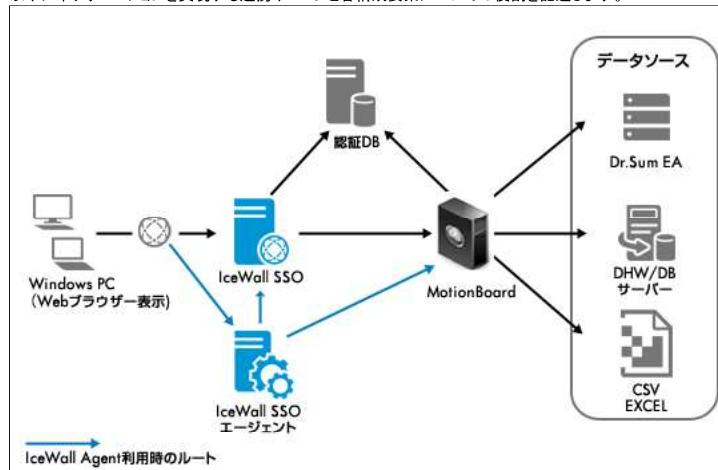 データソース
認証DB
Dr.Sum EA
Windows PC
(Webブラウザー表示)
IceWall SSO
MotionBoard
DHW/DB
サーバー
IceWall SSO
エージェント
CSV
EXCEL
IceWall Agent利用時のルート